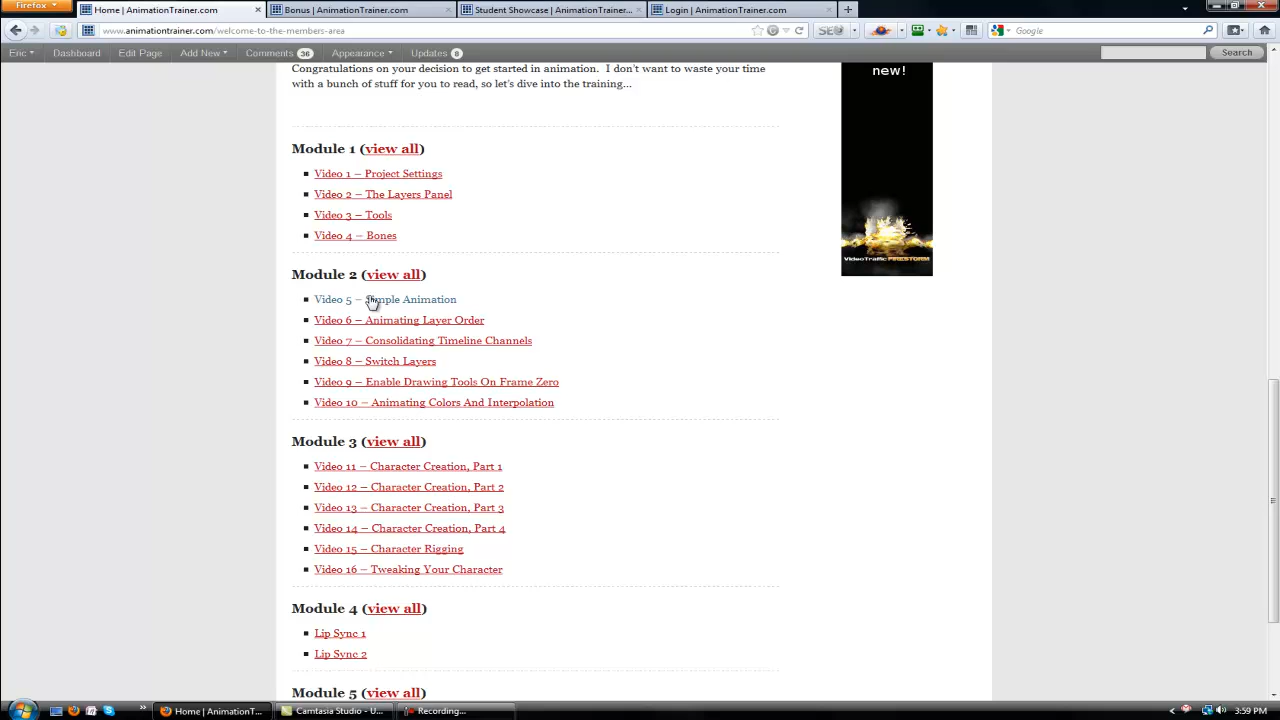 Firefox
Home | AnimationTrainer.com
Bonus | AnimationTrainer.com
Student Showcase | AnimationTrainer...
Login | AnimationTrainer.com
www.animationtrainer.com/welcome-to-the-members-area
Google
Eric
Dashboard
Edit Page
Add New
Comments 36
Appearance
Updates 8
Search
Congratulations on your decision to get started in animation. I don't want to waste your time
with a bunch of stuff for you to read, so let's dive into the training...
new!
VideoTraffic FIRESTORM
Module 1 (view all)
Video 1 – Project Settings
Video 2 – The Layers Panel
Video 3 – Tools
Video 4 – Bones
Module 2 (view all)
Video 5 – Simple Animation
Video 6 – Animating Layer Order
Video 7 – Consolidating Timeline Channels
Video 8 – Switch Layers
Video 9 – Enable Drawing Tools On Frame Zero
Video 10 – Animating Colors And Interpolation
Module 3 (view all)
Video 11 – Character Creation, Part 1
Video 12 – Character Creation, Part 2
Video 13 – Character Creation, Part 3
Video 14 – Character Creation, Part 4
Video 15 – Character Rigging
Video 16 – Tweaking Your Character
Module 4 (view all)
Lip Sync 1
Lip Sync 2
Module 5 (view all)
Home | AnimationT...
Camtasia Studio - U...
Recording...
3:59 PM